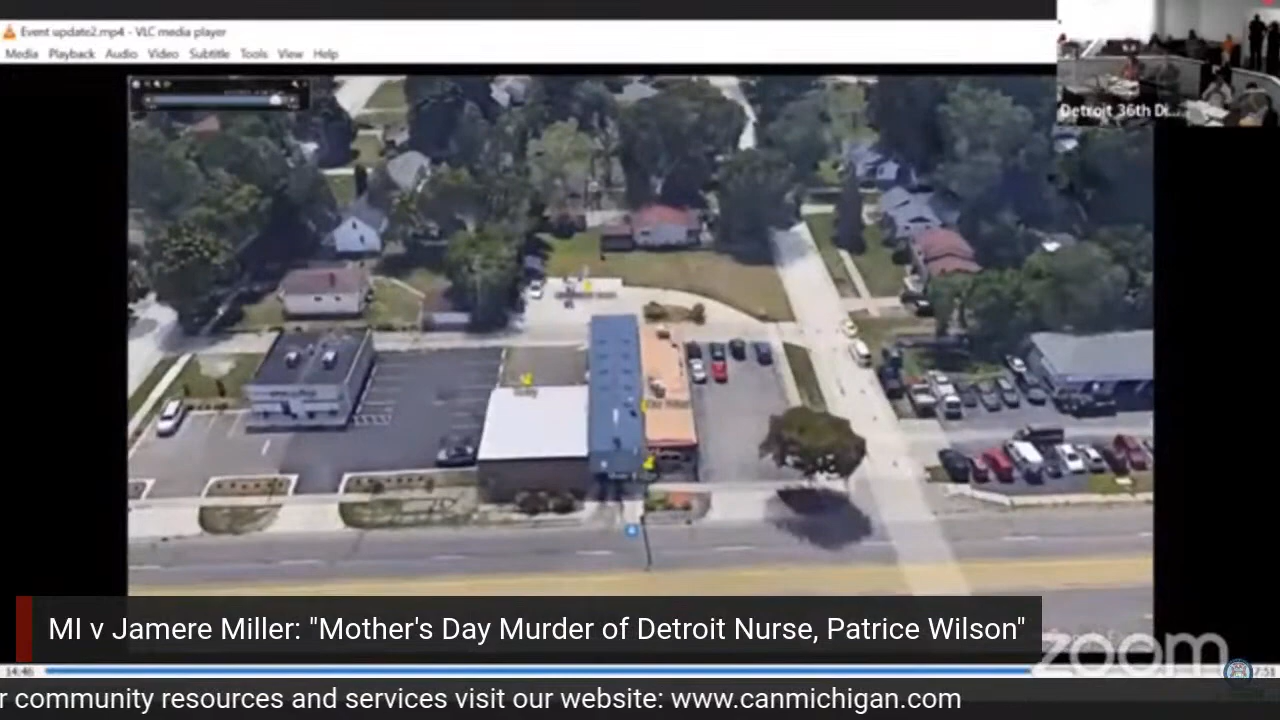 Event update2.mp4 - VLC media player
Media Playback Audio Video Subtitle Tools View Help
Detroit 36th Di...
MI v Jamere Miller: "Mother's Day Murder of Detroit Nurse, Patrice Wilson"
zoom
14:46
r community resources and services visit our website: www.canmichigan.com